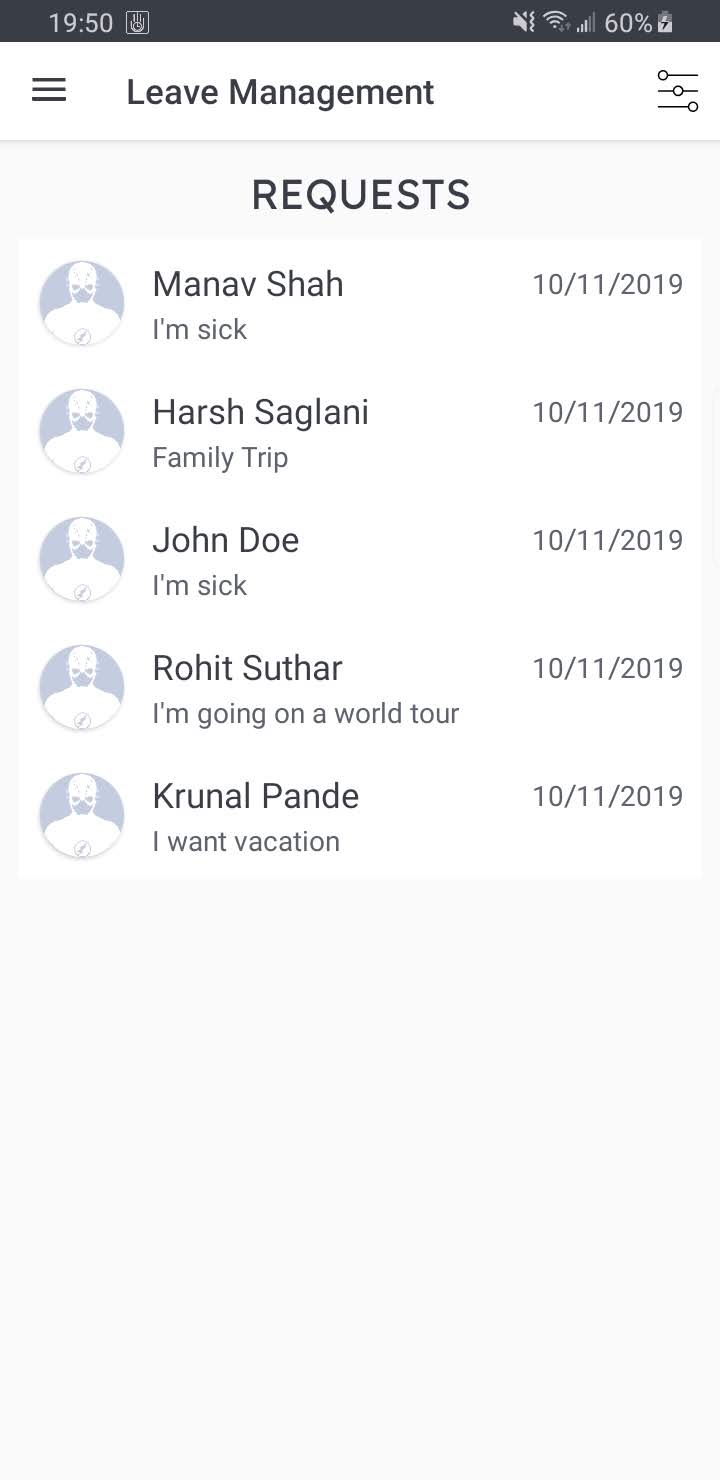 19:50
60%
Leave Management
REQUESTS
Manav Shah 10/11/2019
I'm sick
Harsh Saglani 10/11/2019
Family Trip
John Doe 10/11/2019
I'm sick
Rohit Suthar 10/11/2019
I'm going on a world tour
Krunal Pande 10/11/2019
I want vacation